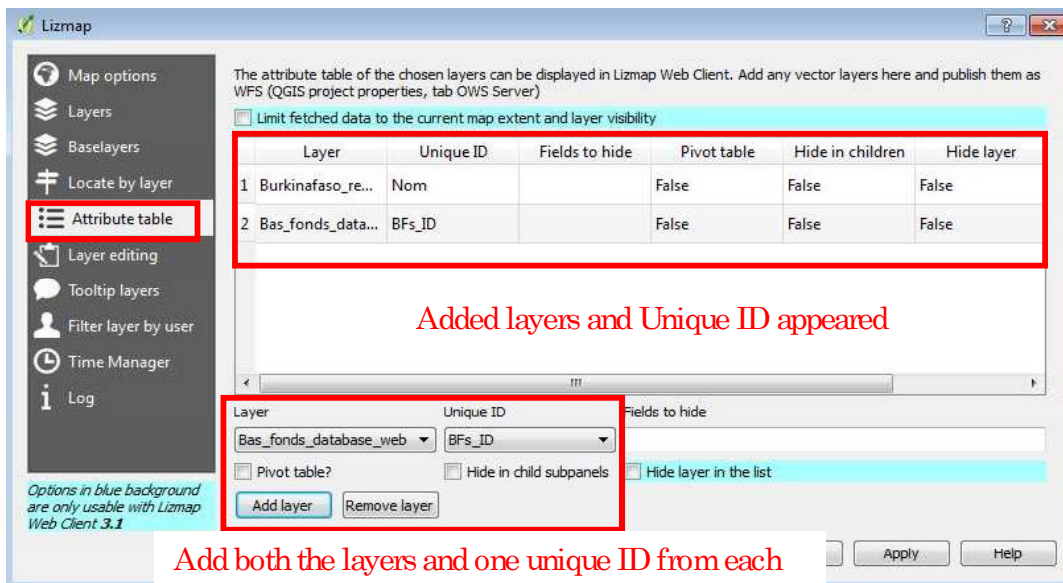 Lizmap
Map options
Layers
Baselayers
Locate by layer
Attribute table
Layer editing
Tooltip layers
Filter layer by user
Time Manager
Log
Options in blue background
are only usable with Lizmap
Web Client 3.1
The attribute table of the chosen layers can be displayed in Lizmap Web Client. Add any vector layers here and publish them as
WFS (QGIS project properties, tab OWS Server)
Limit fetched data to the current map extent and layer visibility
Layer Unique ID Fields to hide Pivot table Hide in children Hide layer
1 Burkinafaso_re... Nom False False False
2 Bas_fonds_data... BFs_ID False False False
Added layers and Unique ID appeared
Layer Unique ID Fields to hide
Bas_fonds_database_web BFs_ID
Pivot table? Hide in child subpanels Hide layer in the list
Add layer Remove layer
Add both the layers and one unique ID from each
Apply Help